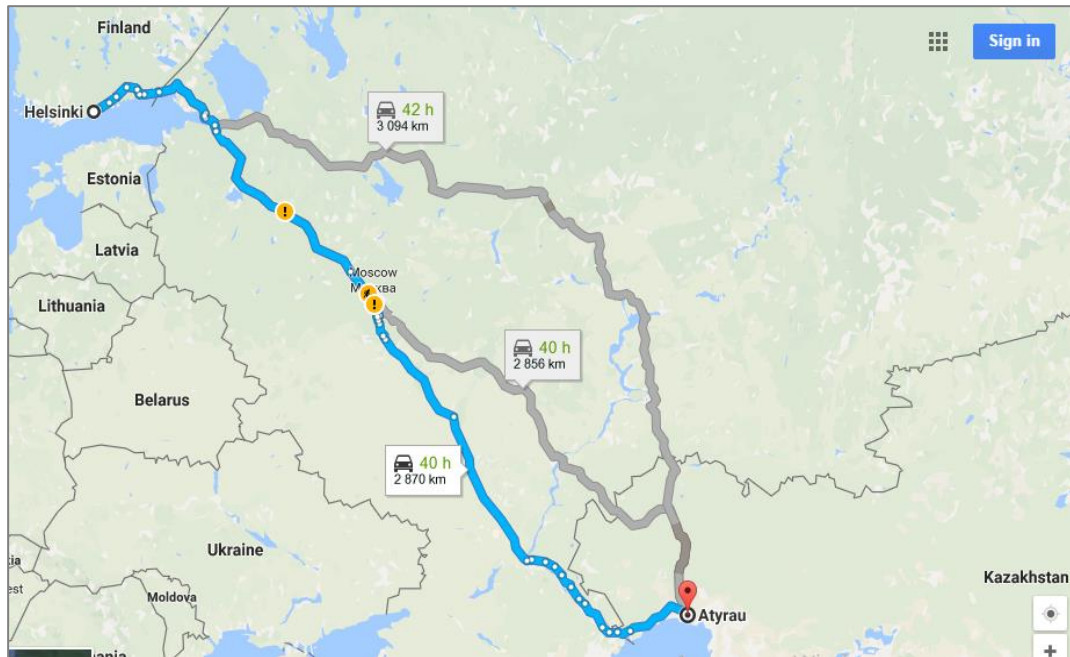 Finland
Sign in
42 h
3 094 km
Helsinki
Estonia
Latvia
Moscow
Москва
Lithuania
40 h
2 856 km
Belarus
40 h
2 870 km
Ukraine
Kazakhstan
Moldova
Atyrau